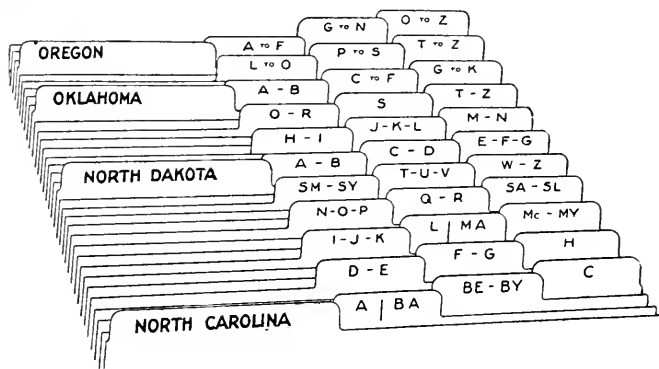 O TO Z
G TO N
A TO F
OREGON
T TO Z
P TO S
L TO O
G TO K
C TO F
A - B
OKLAHOMA
T - Z
S
O - R
M - N
J - K - L
H - I
E - F - G
C - D
A - B
NORTH DAKOTA
W - Z
T - U - V
SM - SY
SA - SL
Q - R
N - O - P
Mc - MY
L | MA
I - J - K
H
F - G
D - E
C
BE - BY
A | BA
NORTH CAROLINA